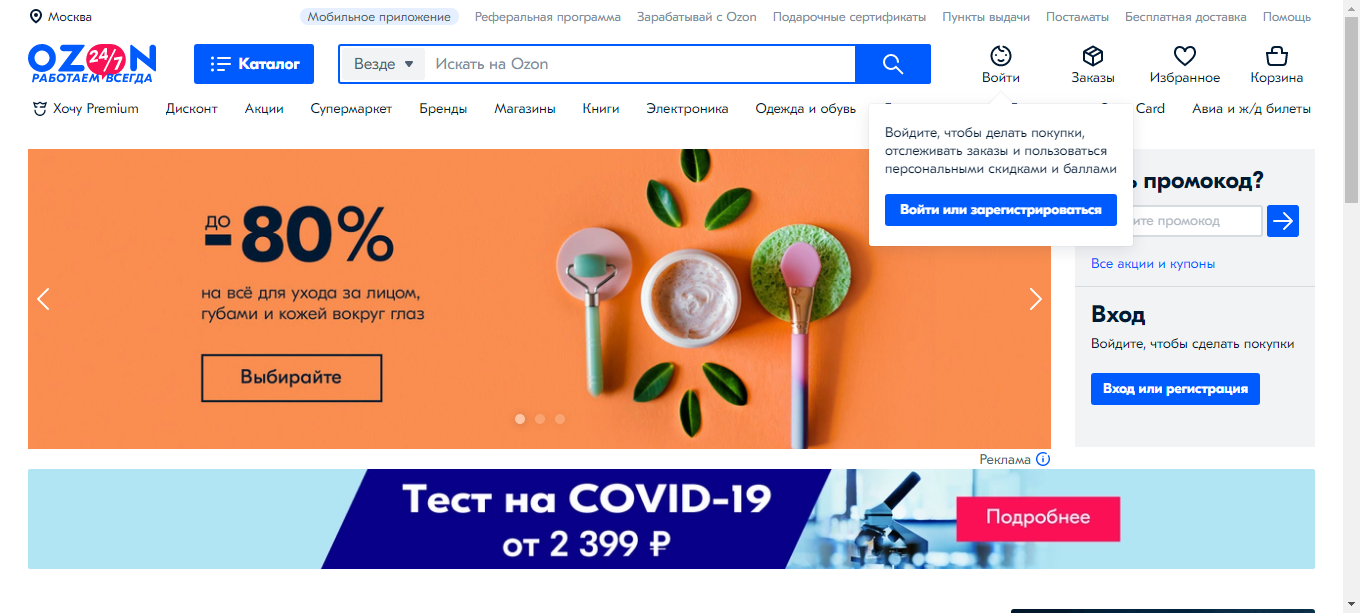 Москва
Мобильное приложение
Реферальная программа
Зарабатывай с Ozon
Подарочные сертификаты
Пункты выдачи
Постаматы
Бесплатная доставка
Помощь
OZON
24/7
РАБОТАЕМ ВСЕГДА
Каталог
Везде
Искать на Ozon
Войти
Заказы
Избранное
Корзина
Хочу Premium
Дисконт
Акции
Супермаркет
Бренды
Магазины
Книги
Электроника
Одежда и обувь
Card
Авиа и ж/д билеты
Войдите, чтобы делать покупки,
отслеживать заказы и пользоваться
персональными скидками и баллами
Войти или зарегистрироваться
промокод?
промокод
Все акции и купоны
Вход
Войдите, чтобы сделать покупки
Вход или регистрация
до
-80%
на всё для ухода за лицом,
губами и кожей вокруг глаз
Выбирайте
Реклама
Тест на COVID-19
от 2 399 ₽
Подробнее